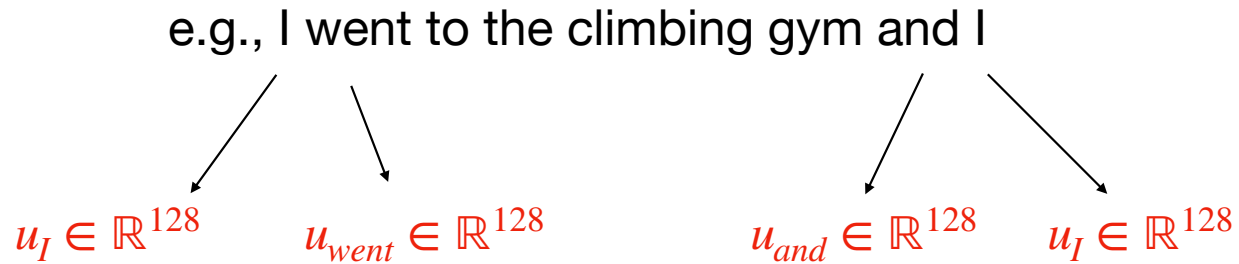 e.g., I went to the climbing gym and I
u_I ∈ ℝ^128 u_went ∈ ℝ^128 u_and ∈ ℝ^128 u_I ∈ ℝ^128